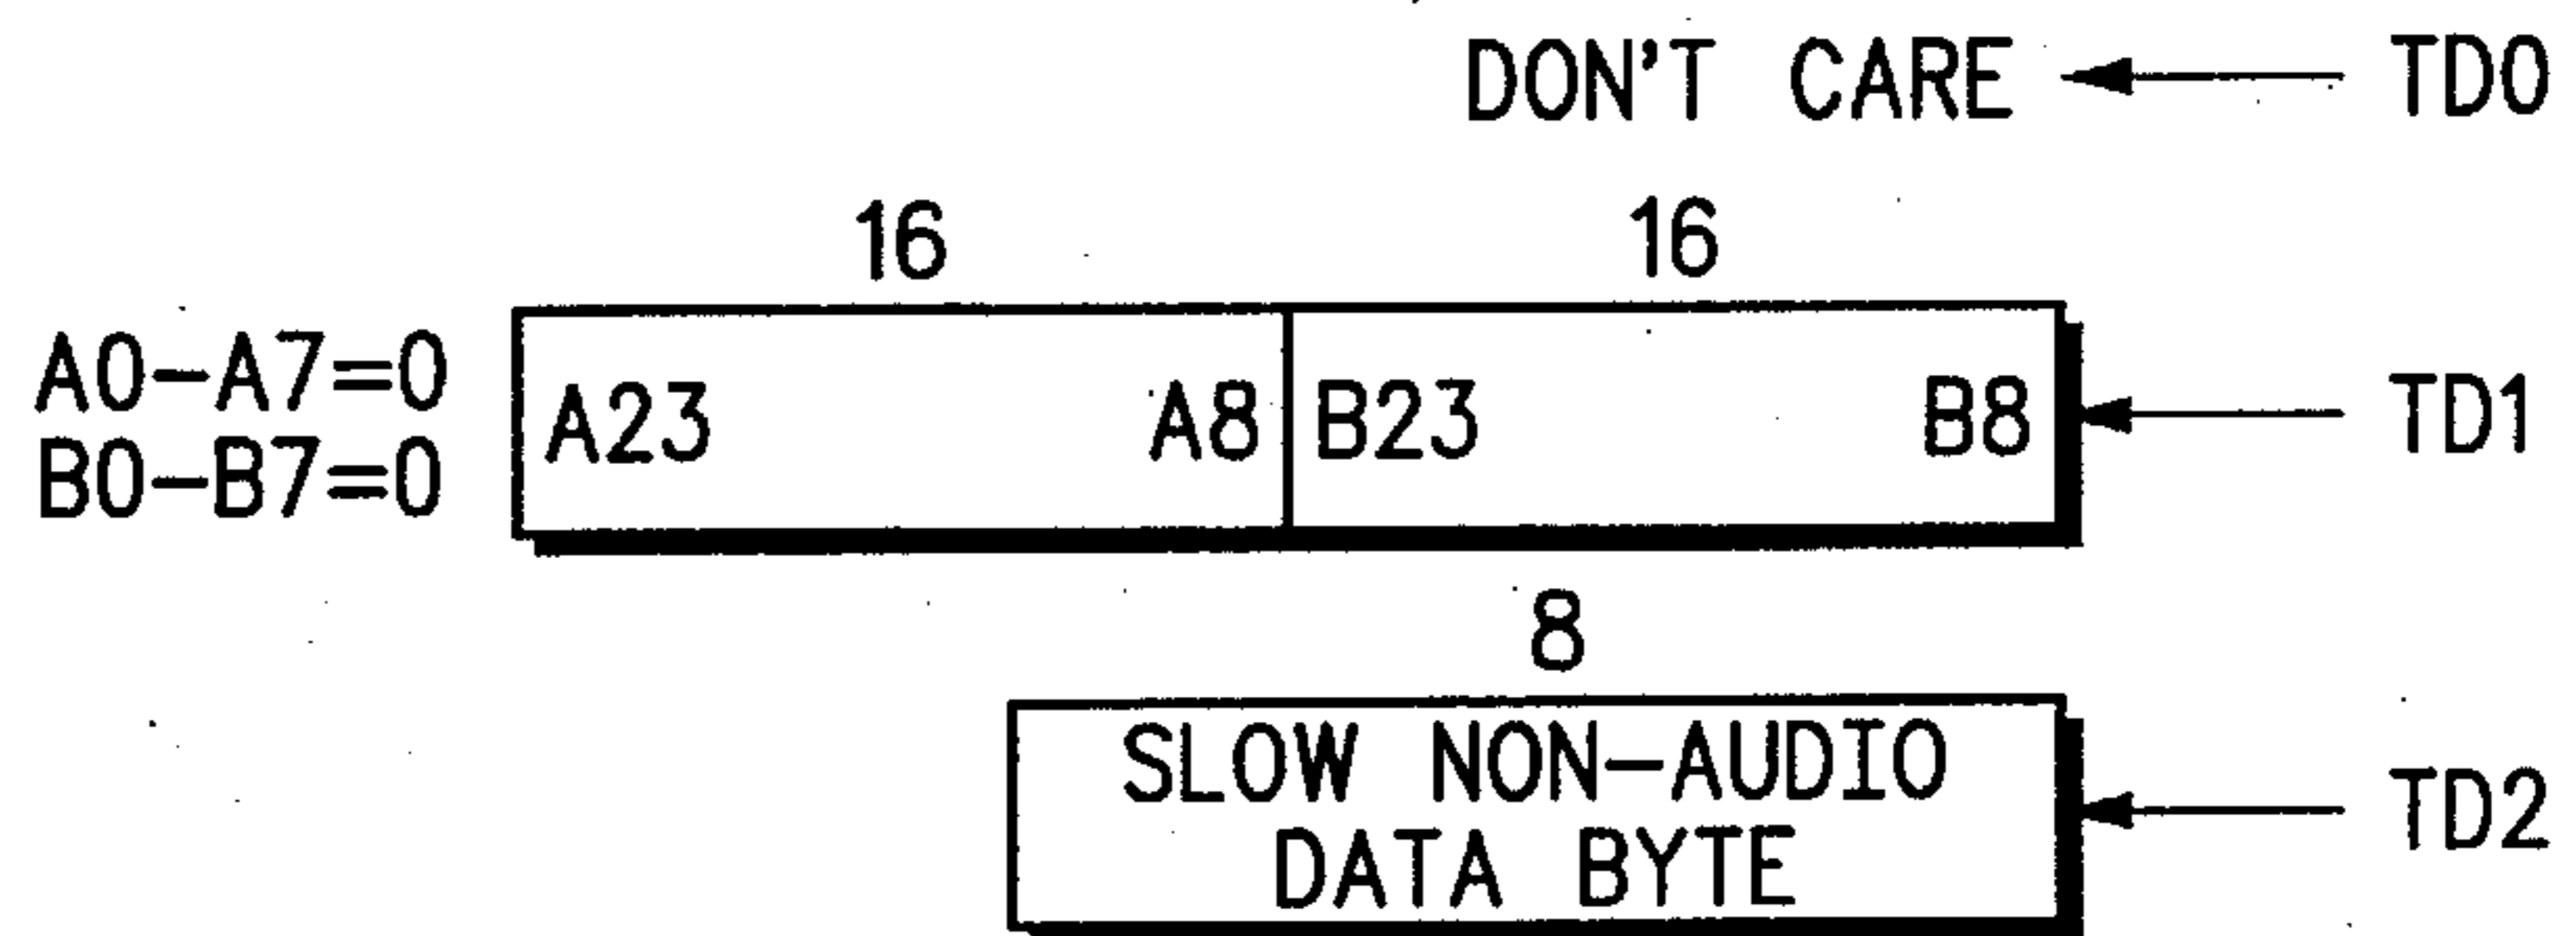 DON'T CARE TD0
16 16
A0-A7=0
B0-B7=0
A23 A8 B23 B8 TD1
8
SLOW NON-AUDIO
DATA BYTE
TD2